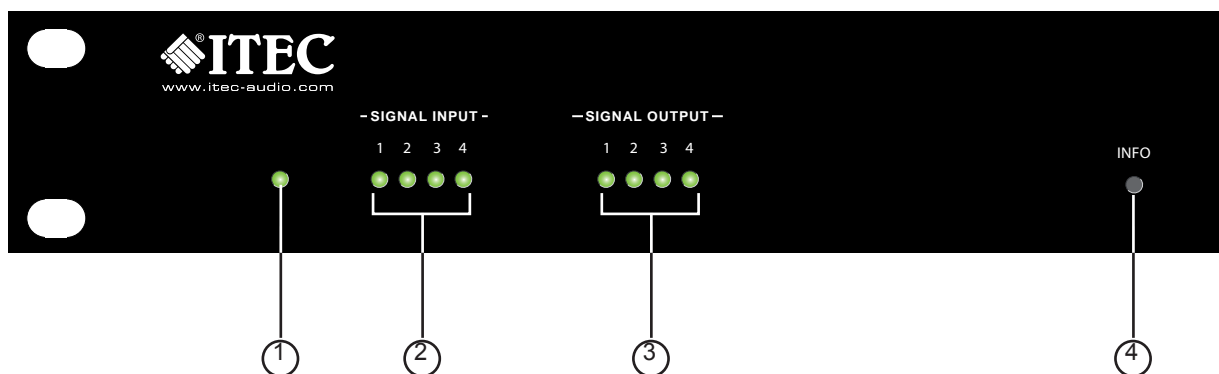 ® ITEC
www.itec-audio.com
- SIGNAL INPUT -
1 2 3 4
— SIGNAL OUTPUT —
1 2 3 4
INFO
1 2 3 4